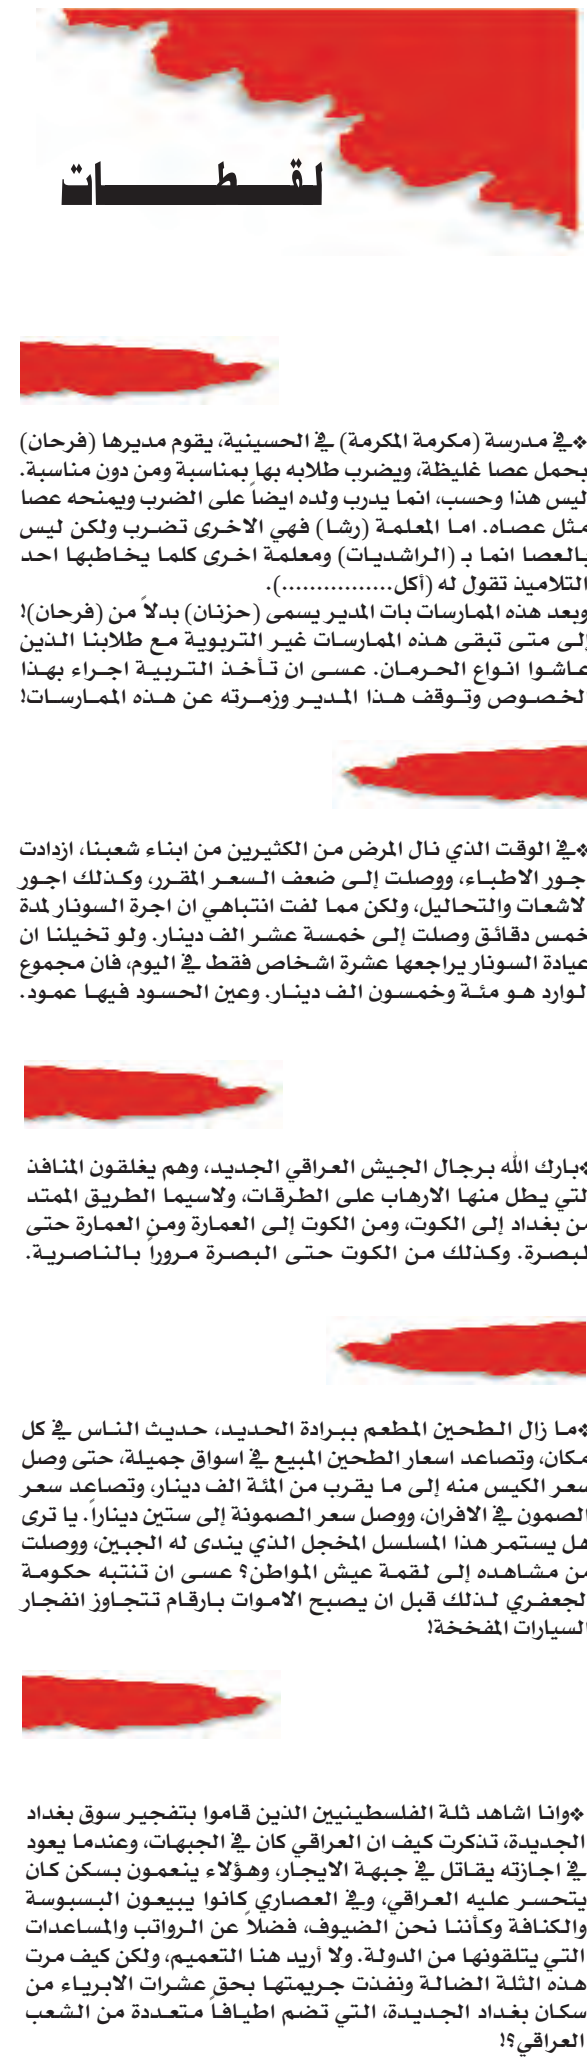 لقطات
❖في مدرسة (مكرمة المكرمة) في الحسينية، يقوم مديرها (فرحان)
بحمل عصا غليظة، ويضرب طلابه بها بمناسبة ومن دون مناسبة.
ليس هذا وحسب، انما يدرب ولده ايضاً على الضرب ويمنحه عصا
مثل عصاه. اما المعلمة (رشا) فهي الاخرى تضرب ولكن ليس
بالعصا انما بـ (الراشديات) ومعلمة اخرى كلما يخاطبها احد
التلاميذ تقول له (أكل................).
وبعد هذه الممارسات بات المدير يسمى (حزنان) بدلاً من (فرحان)!
إلى متى تبقى هذه الممارسات غير التربوية مع طلابنا الذين
عاشوا انواع الحرمان. عسى ان تأخذ التربية اجراء بهذا
لخصوص وتوقف هذا المدير وزمرته عن هذه الممارسات!
❖في الوقت الذي نال المرض من الكثيرين من ابناء شعبنا، ازدادت
جور الاطباء، ووصلت إلى ضعف السعر المقرر، وكذلك اجور
لاشعات والتحاليل، ولكن مما لفت انتباهي ان اجرة السونار لمدة
خمس دقائق وصلت إلى خمسة عشر الف دينار. ولو تخيلنا ان
عيادة السونار يراجعها عشرة اشخاص فقط في اليوم، فان مجموع
لوارد هو مئة وخمسون الف دينار. وعين الحسود فيها عمود.
❖بارك الله برجال الجيش العراقي الجديد، وهم يغلقون المنافذ
لتي يطل منها الارهاب على الطرقات، ولاسيما الطريق الممتد
من بغداد إلى الكوت، ومن الكوت إلى العمارة ومن العمارة حتى
لبصرة. وكذلك من الكوت حتى البصرة مروراً بالناصرية.
❖ما زال الطحين المطعم ببرادة الحديد، حديث الناس في كل
مكان، وتصاعد اسعار الطحين المبيع في اسواق جميلة، حتى وصل
سعر الكيس منه إلى ما يقرب من المئة الف دينار، وتصاعد سعر
الصمون في الافران، ووصل سعر الصمونة إلى ستين ديناراً. يا ترى
هل يستمر هذا المسلسل المخجل الذي يندى له الجبين، ووصلت
من مشاهده إلى لقمة عيش المواطن؟ عسى ان تنتبه حكومة
لجعفري لذلك قبل ان يصبح الاموات بارقام تتجاوز انفجار
السيارات المفخخة!
❖وانا اشاهد ثلة الفلسطينيين الذين قاموا بتفجير سوق بغداد
الجديدة، تذكرت كيف ان العراقي كان في الجبهات، وعندما يعود
في اجازته يقاتل في جبهة الايجار، وهؤلاء ينعمون بسكن كان
يتحسر عليه العراقي، وفي العصاري كانوا يبيعون البسبوسة
والكنافة وكأننا نحن الضيوف، فضلاً عن الرواتب والمساعدات
التي يتلقونها من الدولة. ولا أريد هنا التعميم، ولكن كيف مرت
هذه الثلة الضالة ونفذت جريمتها بحق عشرات الابرياء من
سكان بغداد الجديدة، التي تضم اطيافاً متعددة من الشعب
العراقي؟!